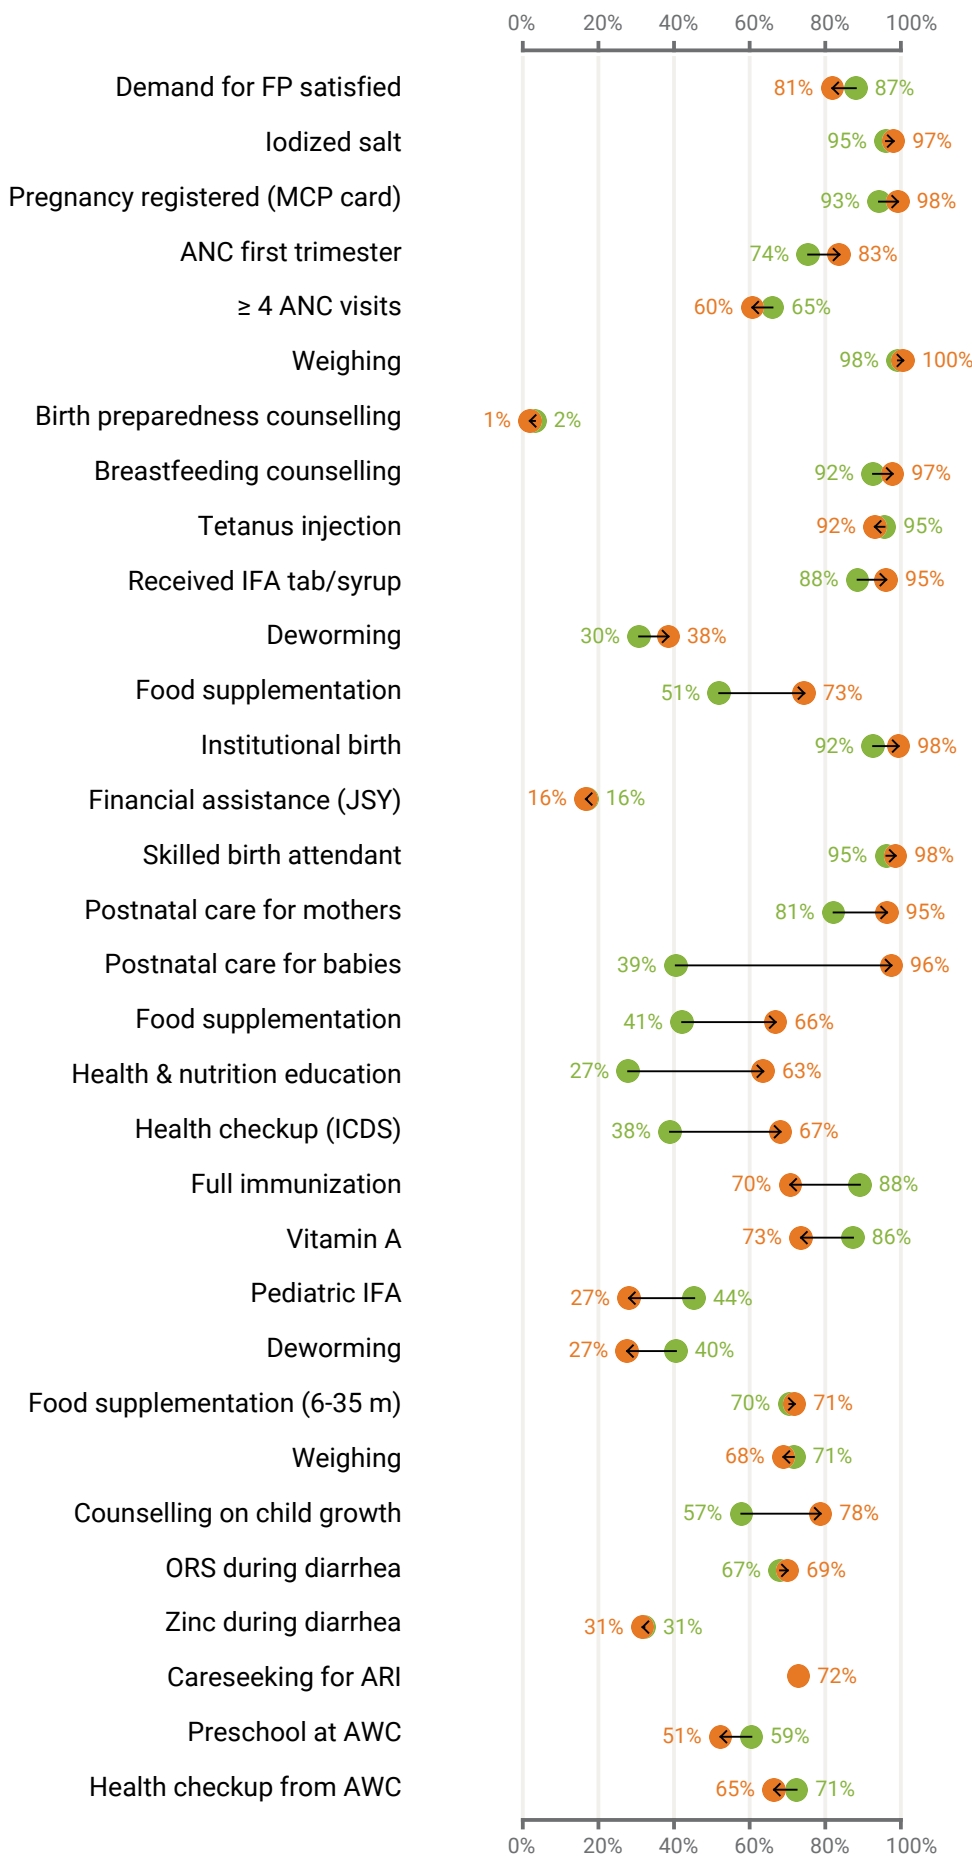 0% 20% 40% 60% 80% 100%
Demand for FP satisfied 81% 87%
Iodized salt 95% 97%
Pregnancy registered (MCP card) 93% 98%
ANC first trimester 74% 83%
≥ 4 ANC visits 60% 65%
Weighing 98% 100%
Birth preparedness counselling 1% 2%
Breastfeeding counselling 92% 97%
Tetanus injection 92% 95%
Received IFA tab/syrup 88% 95%
Deworming 30% 38%
Food supplementation 51% 73%
Institutional birth 92% 98%
Financial assistance (JSY) 16% 16%
Skilled birth attendant 95% 98%
Postnatal care for mothers 81% 95%
Postnatal care for babies 39% 96%
Food supplementation 41% 66%
Health & nutrition education 27% 63%
Health checkup (ICDS) 38% 67%
Full immunization 70% 88%
Vitamin A 73% 86%
Pediatric IFA 27% 44%
Deworming 27% 40%
Food supplementation (6-35 m) 70% 71%
Weighing 68% 71%
Counselling on child growth 57% 78%
ORS during diarrhea 67% 69%
Zinc during diarrhea 31% 31%
Careseeking for ARI 72%
Preschool at AWC 51% 59%
Health checkup from AWC 65% 71%
0% 20% 40% 60% 80% 100%